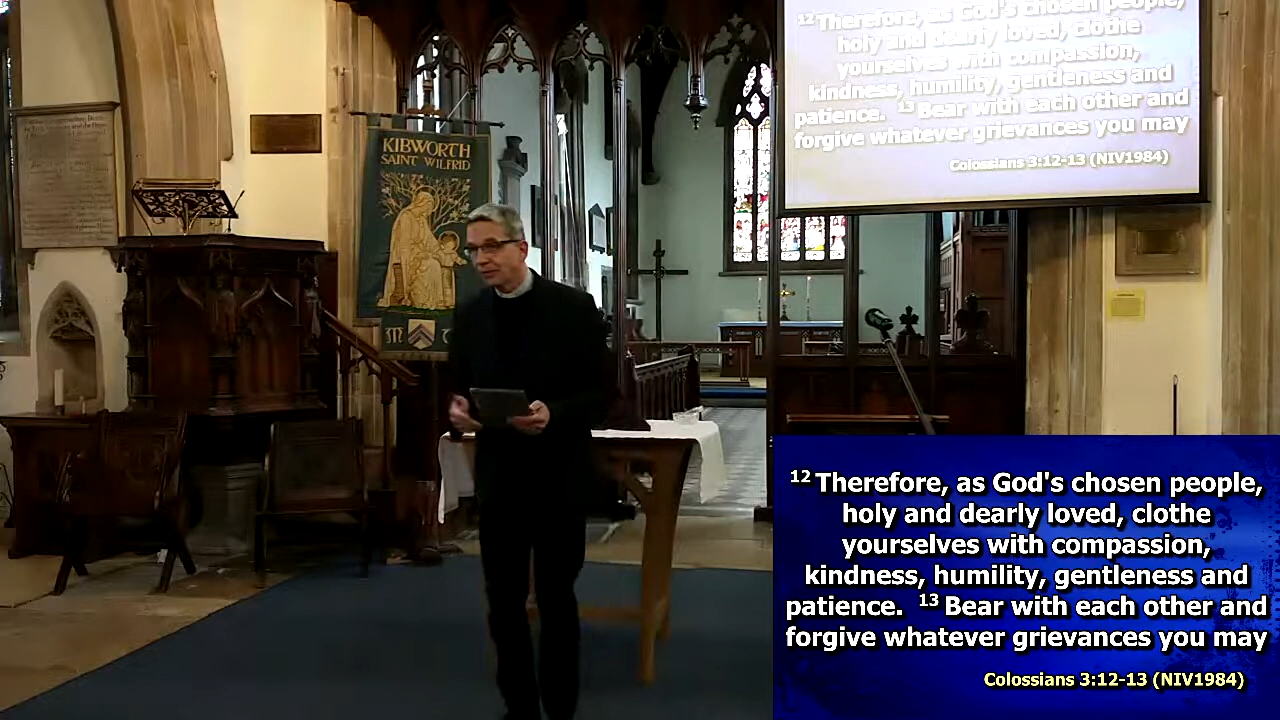 KIBWORTH
SAINT WILFRID
M
12 Therefore, as God's chosen people,
holy and dearly loved, clothe
yourselves with compassion,
kindness, humility, gentleness and
patience. 13 Bear with each other and
forgive whatever grievances you may
Colossians 3:12-13 (NIV1984)
12 Therefore, as God's chosen people,
holy and dearly loved, clothe
yourselves with compassion,
kindness, humility, gentleness and
patience. 13 Bear with each other and
forgive whatever grievances you may
Colossians 3:12-13 (NIV1984)